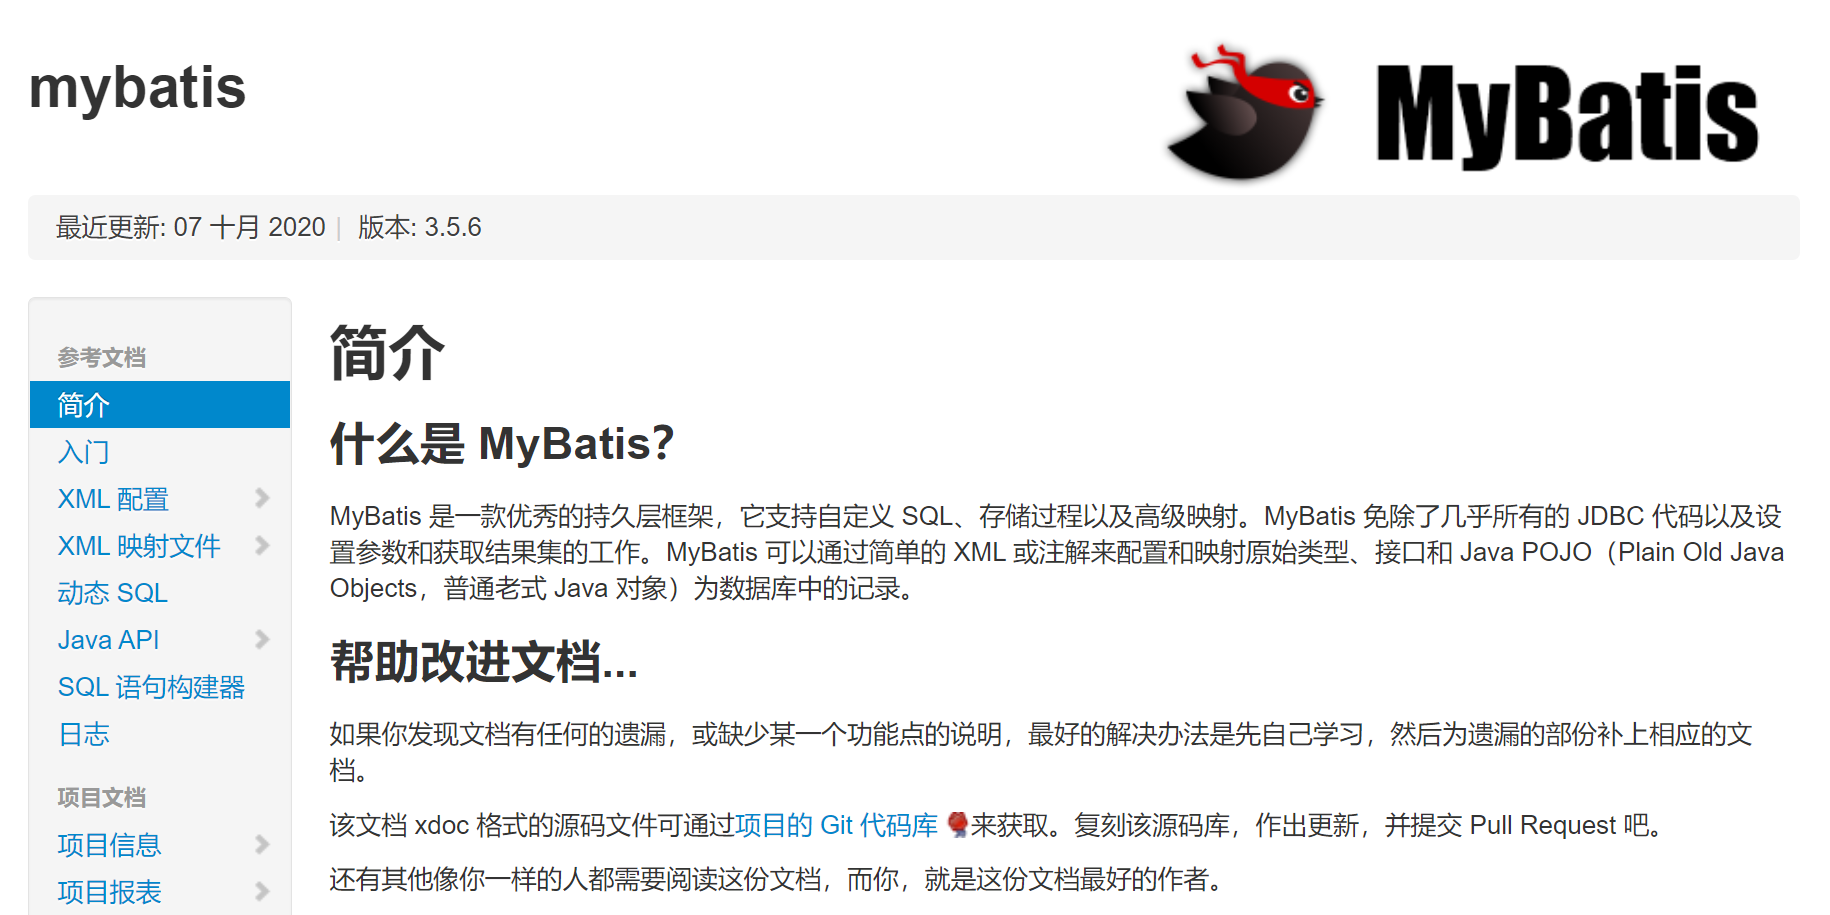 mybatis
MyBatis
最近更新: 07 十月 2020 | 版本: 3.5.6
参考文档
简介
入门
XML 配置
XML 映射文件
动态 SQL
Java API
SQL 语句构建器
日志
项目文档
项目信息
项目报表
简介
什么是 MyBatis？
MyBatis 是一款优秀的持久层框架，它支持自定义 SQL、存储过程以及高级映射。MyBatis 免除了几乎所有的 JDBC 代码以及设
置参数和获取结果集的工作。MyBatis 可以通过简单的 XML 或注解来配置和映射原始类型、接口和 Java POJO（Plain Old Java
Objects，普通老式 Java 对象）为数据库中的记录。
帮助改进文档...
如果你发现文档有任何的遗漏，或缺少某一个功能点的说明，最好的解决办法是先自己学习，然后为遗漏的部份补上相应的文
档。
该文档 xdoc 格式的源码文件可通过项目的 Git 代码库来获取。复刻该源码库，作出更新，并提交 Pull Request 吧。
还有其他像你一样的人都需要阅读这份文档，而你，就是这份文档最好的作者。